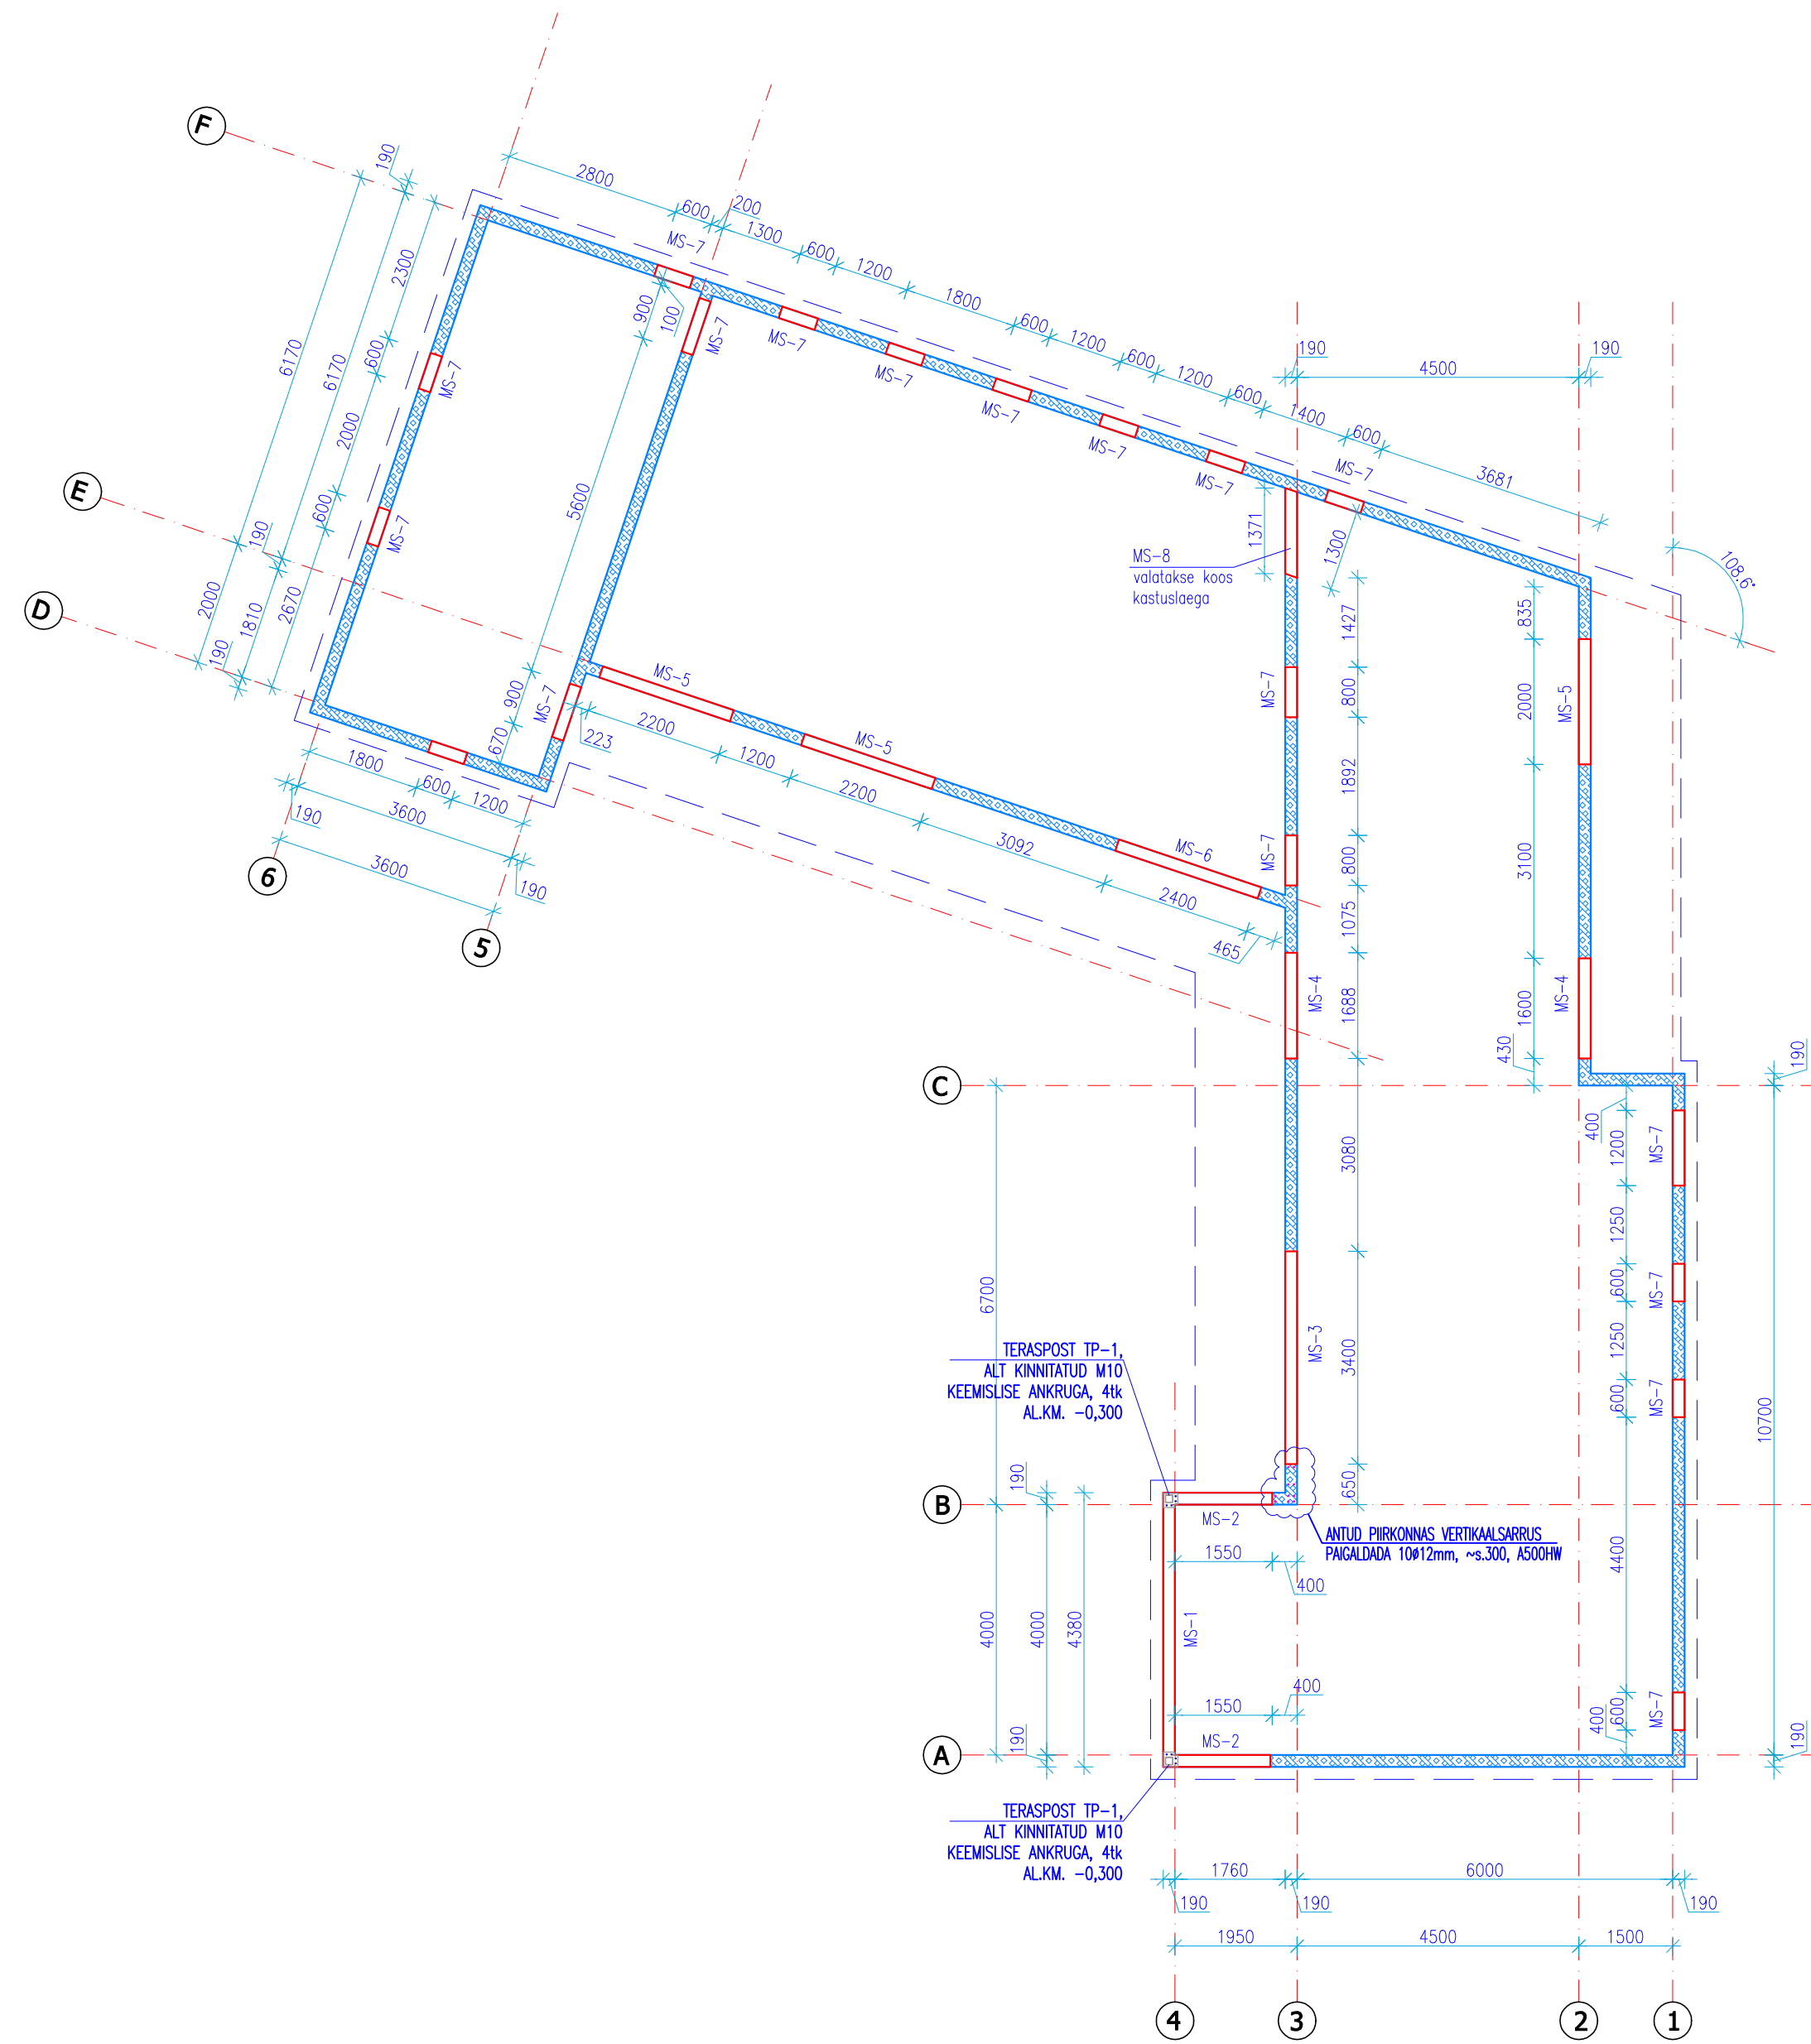 F
190
2800
600
200
MS-7
1300
600
1200
1800
600
1200
600
1200
600
1400
600
3681
2300
6170
6170
900
100
MS-7
MS-7
MS-7
MS-7
MS-7
MS-7
MS-7
190
4500
190
600
MS-7
2000
E
190
600
MS-7
5600
1371
1300
108.6°
MS-8
valatakse koos
kastuslaega
1427
835
D
2000
1810
2670
190
MS-5
900
MS-7
670
223
2200
1200
MS-5
2200
3092
MS-6
2400
465
MS-7
800
1892
MS-7
800
1075
2000
MS-5
3100
1800
600
1200
190
3600
3600
190
6
5
MS-4
1688
MS-4
1600
430
190
C
400
1200
MS-7
3080
1250
6700
600
MS-7
1250
MS-3
3400
600
MS-7
10700
TERASPOST TP-1,
ALT KINNITATUD M10
KEEMISLISE ANKRUGA, 4tk
AL.KM. -0,300
190
650
B
MS-2
ANTUD PIIRKONNAS VERTIKAALSARRUS
PAIGALDADA 10ø12mm, ~s.300, A500HW
1550
400
4400
4000
4000
4380
MS-1
400
1550
MS-2
400
600
MS-7
190
190
A
TERASPOST TP-1,
ALT KINNITATUD M10
KEEMISLISE ANKRUGA, 4tk
AL.KM. -0,300
1760
6000
190
190
190
1950
4500
1500
4
3
2
1